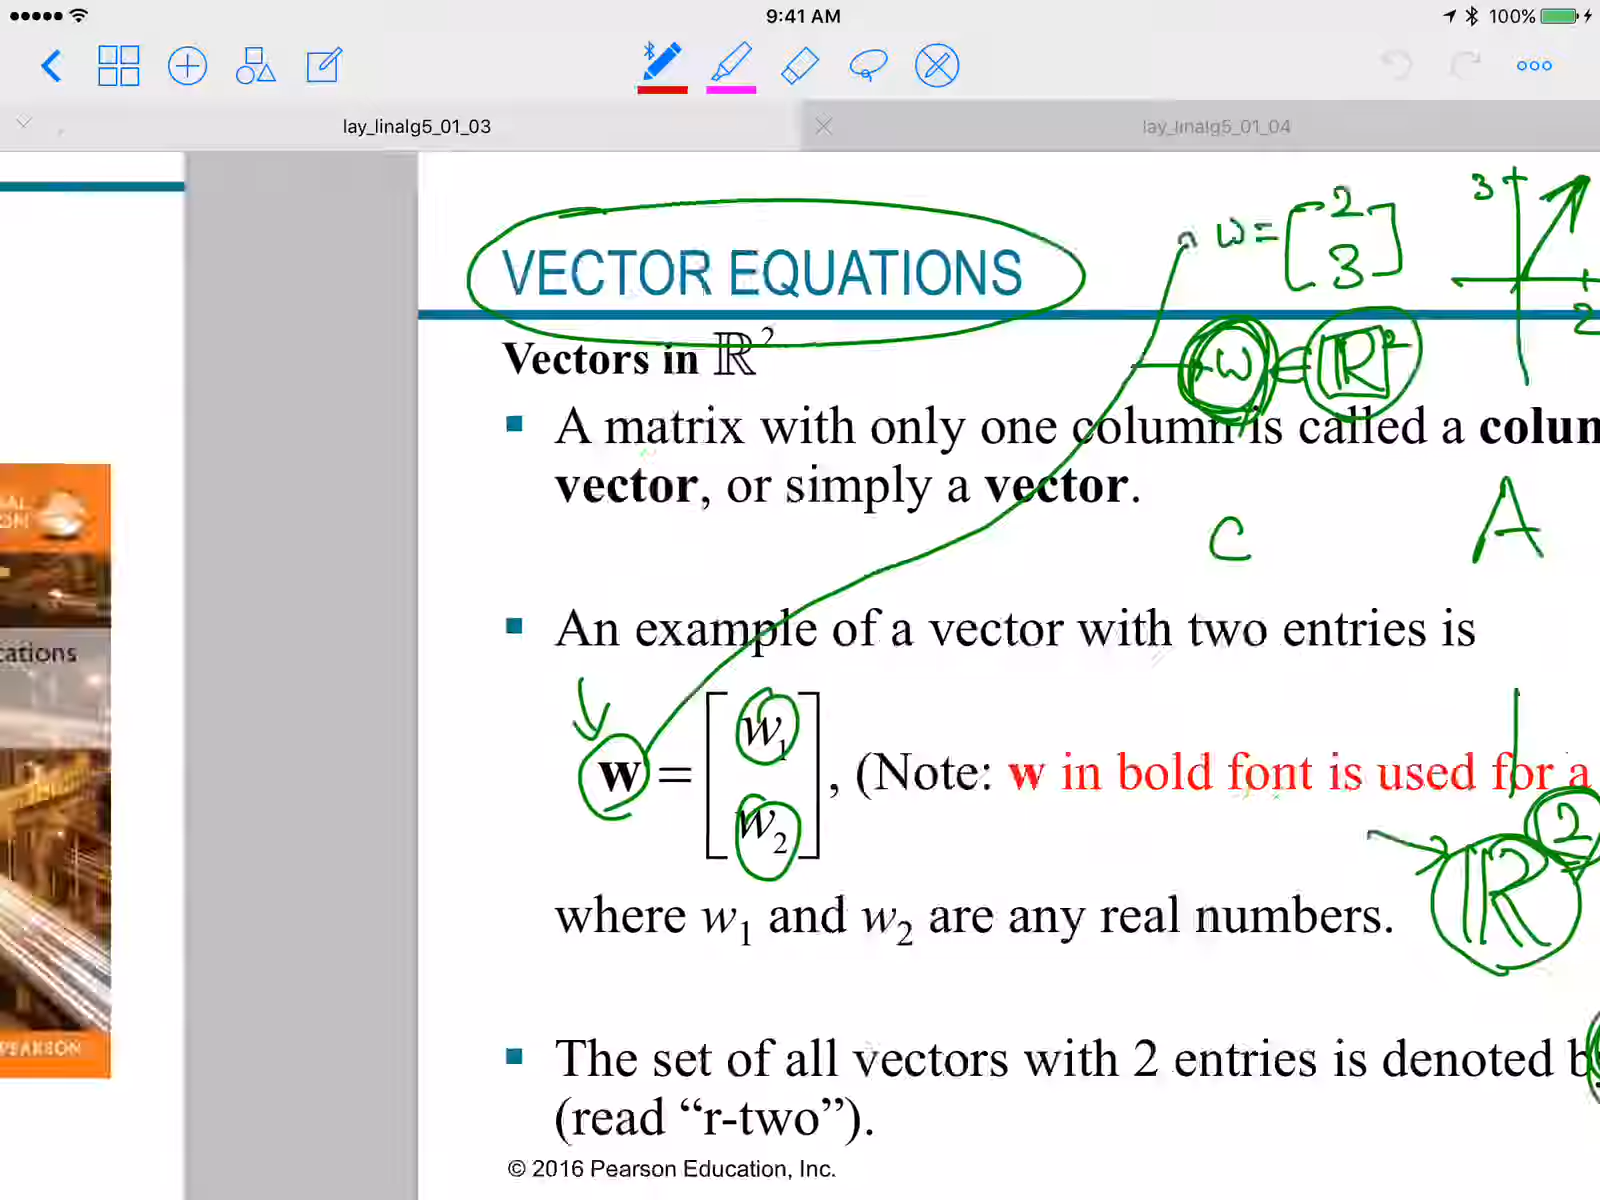 9:41 AM
100%
lay_linalg5_01_03
lay_linalg5_01_04
VECTOR EQUATIONS
w = [2 3]
3
2
Vectors in ℝ²
w ∈ ℝ²
A matrix with only one column is called a colum
vector, or simply a vector.
C A
An example of a vector with two entries is
w = [w₁ w₂], (Note: w in bold font is used for a
ℝ²
where w₁ and w₂ are any real numbers.
The set of all vectors with 2 entries is denoted b
(read “r-two”).
© 2016 Pearson Education, Inc.
cations
PEARSON